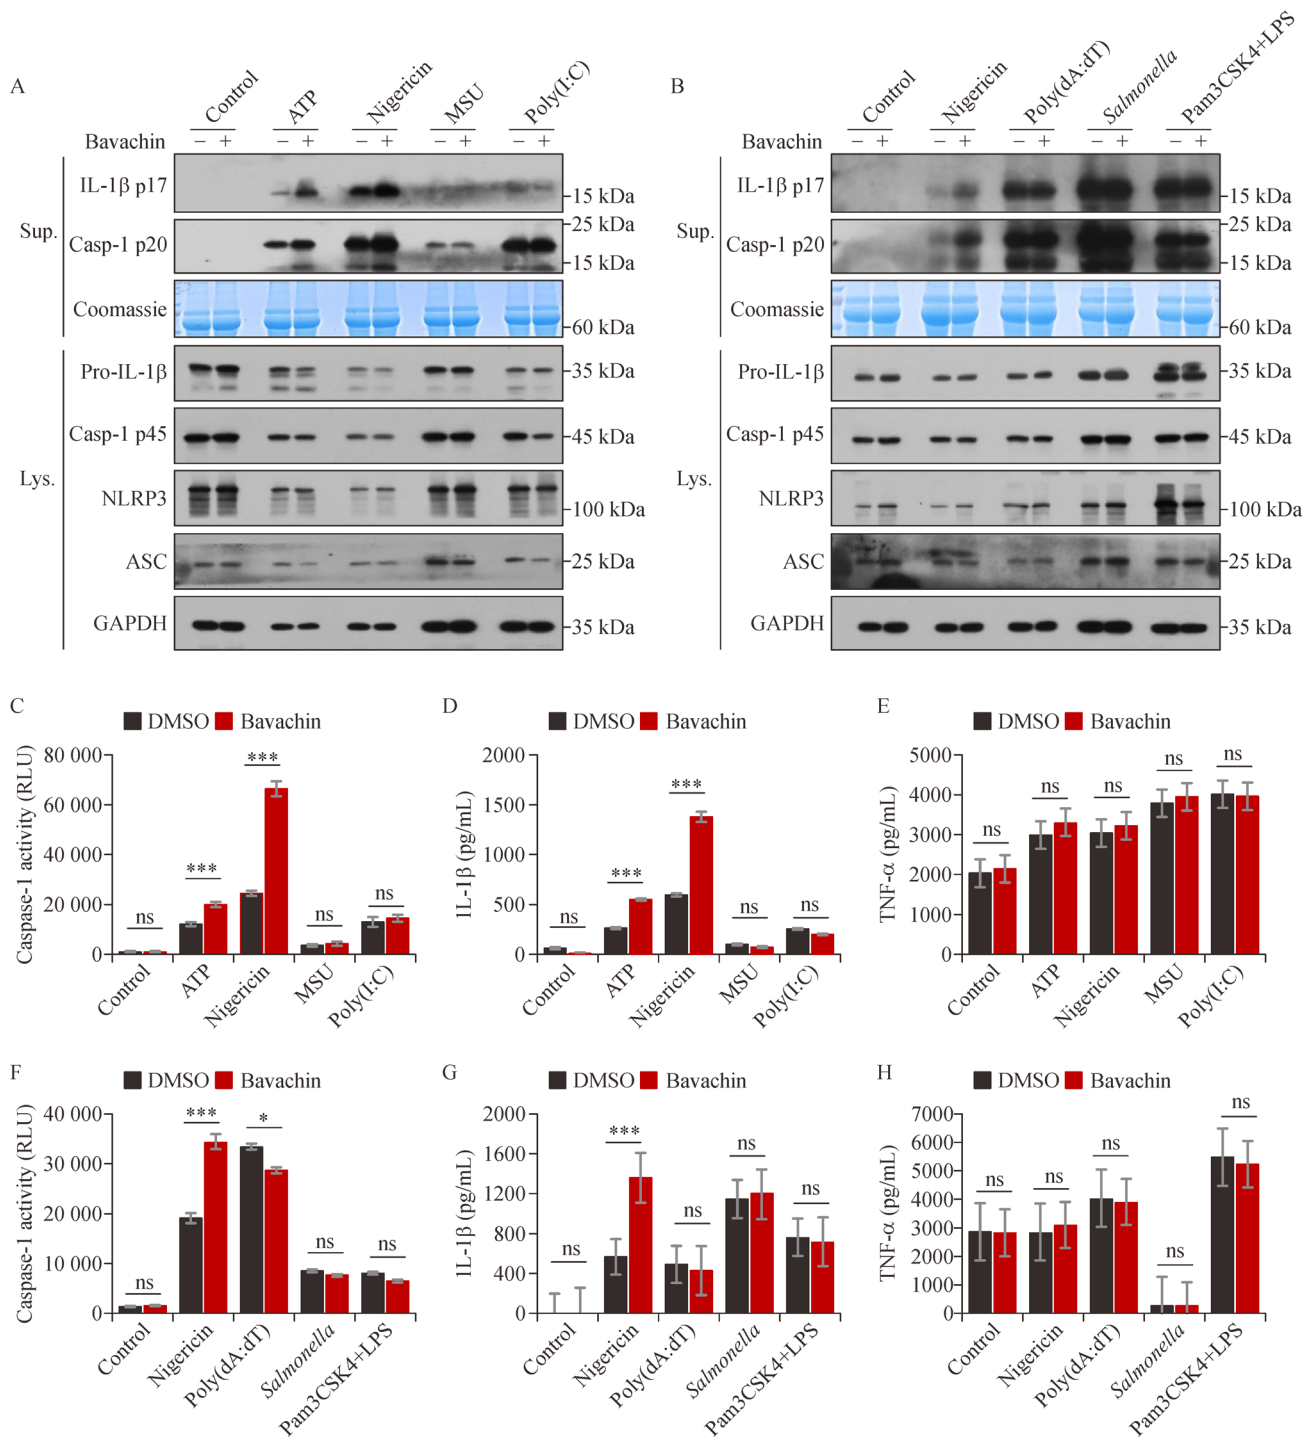 A
Control
ATP
Nigericin
MSU
Poly(I:C)
Bavachin – + – + – + – + – +
Sup.
IL-1β p17
15 kDa
Casp-1 p20
25 kDa
15 kDa
Coomassie
60 kDa
Lys.
Pro-IL-1β
35 kDa
Casp-1 p45
45 kDa
NLRP3
100 kDa
ASC
25 kDa
GAPDH
35 kDa
B
Control
Nigericin
Poly(dA:dT)
Salmonella
Pam3CSK4+LPS
Bavachin – + – + – + – + – +
Sup.
IL-1β p17
15 kDa
Casp-1 p20
25 kDa
15 kDa
Coomassie
60 kDa
Lys.
Pro-IL-1β
35 kDa
Casp-1 p45
45 kDa
NLRP3
100 kDa
ASC
25 kDa
GAPDH
35 kDa
C
DMSO Bavachin
Caspase-1 activity (RLU)
80 000
60 000
40 000
20 000
0
ns
***
***
ns
ns
Control
ATP
Nigericin
MSU
Poly(I:C)
D
DMSO Bavachin
IL-1β (pg/mL)
2000
1500
1000
500
0
ns
***
***
ns
ns
Control
ATP
Nigericin
MSU
Poly(I:C)
E
DMSO Bavachin
TNF-α (pg/mL)
5000
4000
3000
2000
1000
0
ns
ns
ns
ns
ns
Control
ATP
Nigericin
MSU
Poly(I:C)
F
DMSO Bavachin
Caspase-1 activity (RLU)
40 000
30 000
20 000
10 000
0
ns
***
*
ns
ns
Control
Nigericin
Poly(dA:dT)
Salmonella
Pam3CSK4+LPS
G
DMSO Bavachin
IL-1β (pg/mL)
2000
1600
1200
800
400
0
ns
***
ns
ns
ns
Control
Nigericin
Poly(dA:dT)
Salmonella
Pam3CSK4+LPS
H
DMSO Bavachin
TNF-α (pg/mL)
7000
6000
5000
4000
3000
2000
1000
0
ns
ns
ns
ns
ns
Control
Nigericin
Poly(dA:dT)
Salmonella
Pam3CSK4+LPS